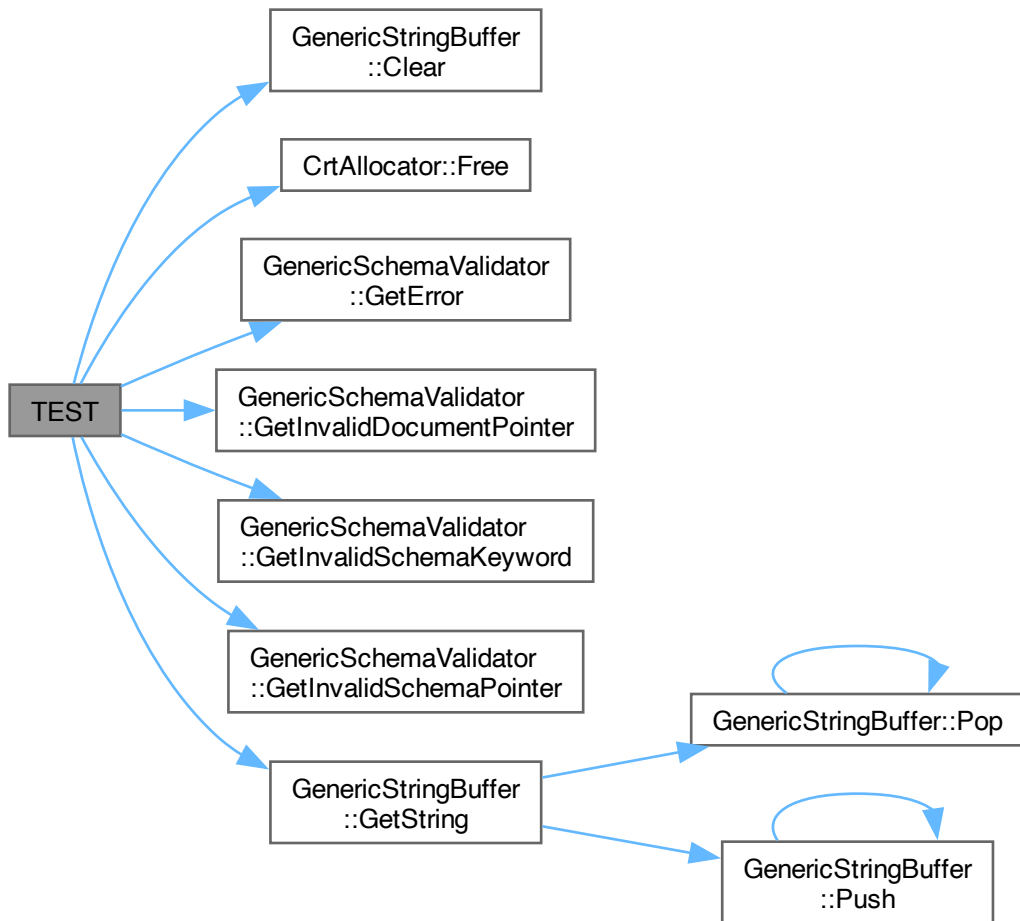 GenericStringBuffer
::Clear
CrtAllocator::Free
GenericSchemaValidator
::GetError
TEST
GenericSchemaValidator
::GetInvalidDocumentPointer
GenericSchemaValidator
::GetInvalidSchemaKeyword
GenericSchemaValidator
::GetInvalidSchemaPointer
GenericStringBuffer::Pop
GenericStringBuffer
::GetString
GenericStringBuffer
::Push